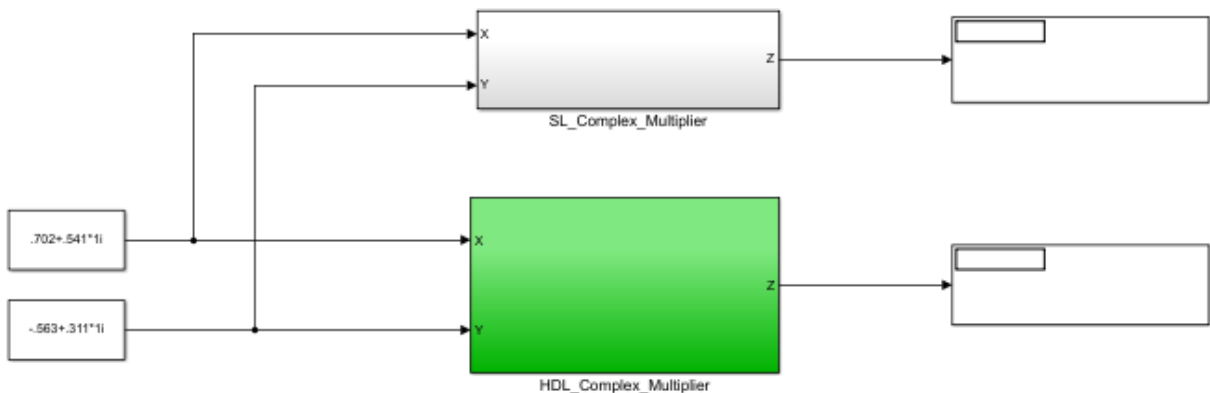 X
Y
Z
SL_Complex_Multiplier
.702+.541*1i
X
-.563+.311*1i
Y
Z
HDL_Complex_Multiplier